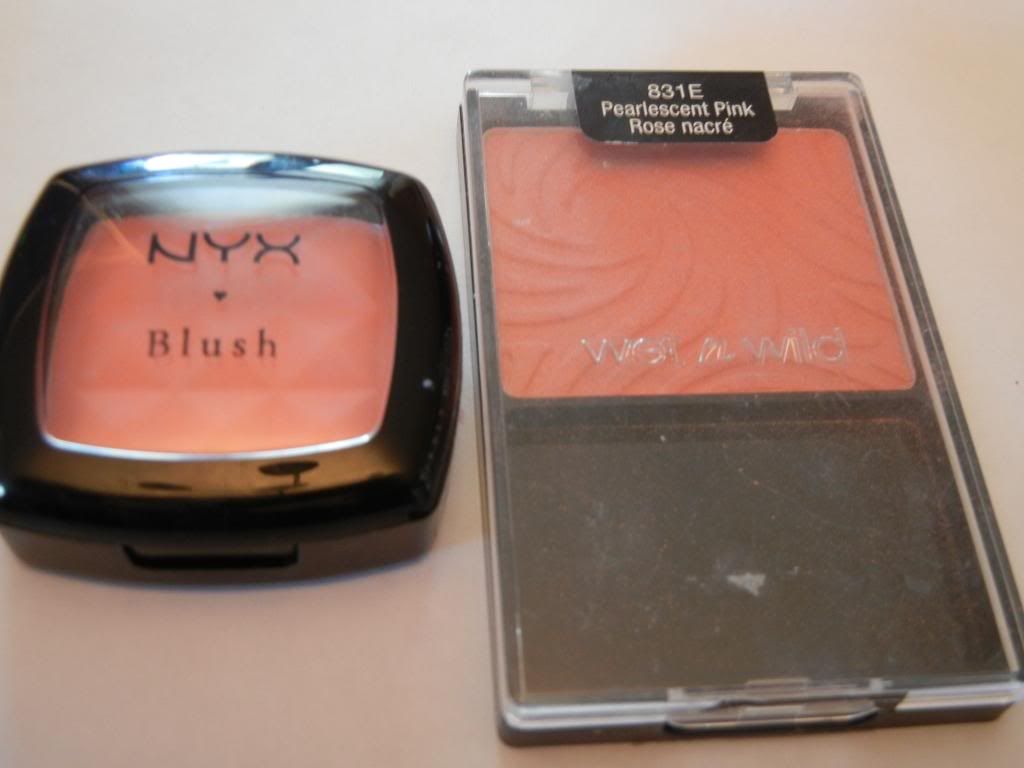 NYX
Blush
831E
Pearlescent Pink
Rose nacré
wet n wild